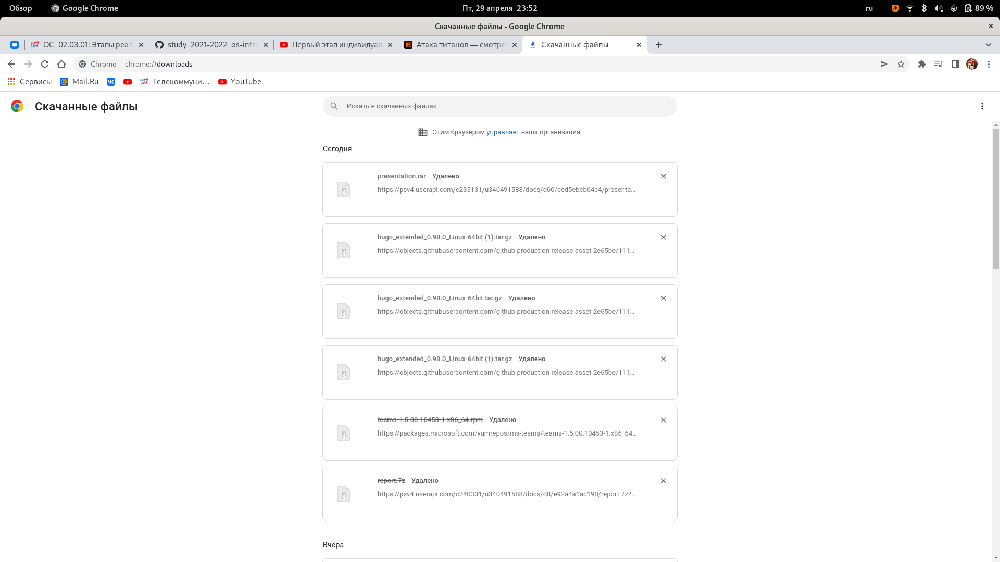 Обзор Google Chrome Пт, 29 апреля 23:52 ru 89 %
Скачанные файлы - Google Chrome
ОС_02.03.01: Этапы реал study_2021-2022_os-intro Первый этап индивидуал Атака титанов — смотрет Скачанные файлы
Chrome chrome://downloads
Сервисы Mail.Ru Телекоммуни… YouTube
Скачанные файлы Искать в скачанных файлах
Этим браузером управляет ваша организация.
Сегодня
presentation.rar Удалено
https://psv4.userapi.com/c235131/u340491588/docs/d60/eed5ebcb64c4/presenta…
hugo_extended_0.98.0_Linux-64bit (1).tar.gz Удалено
https://objects.githubusercontent.com/github-production-release-asset-2e65be/111…
hugo_extended_0.98.0_Linux-64bit.tar.gz Удалено
https://objects.githubusercontent.com/github-production-release-asset-2e65be/111…
hugo_extended_0.98.0_Linux-64bit (1).tar.gz Удалено
https://objects.githubusercontent.com/github-production-release-asset-2e65be/111…
teams-1.5.00.10453-1.x86_64.rpm Удалено
https://packages.microsoft.com/yumrepos/ms-teams/teams-1.5.00.10453-1.x86_64…
report.7z Удалено
https://psv4.userapi.com/c240331/u340491588/docs/d8/e92a4a1ac190/report.7z?…
Вчера